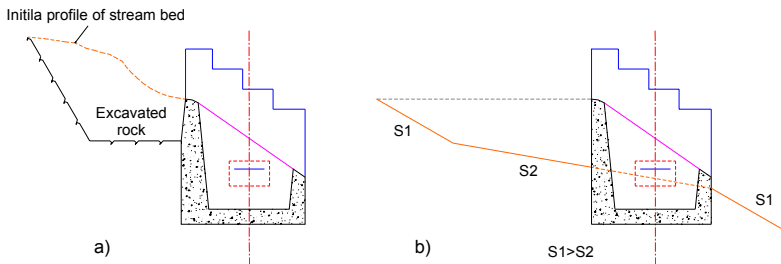 Initila profile of stream bed
Excavated
rock
a)
S1
S2
S1
b)
S1>S2